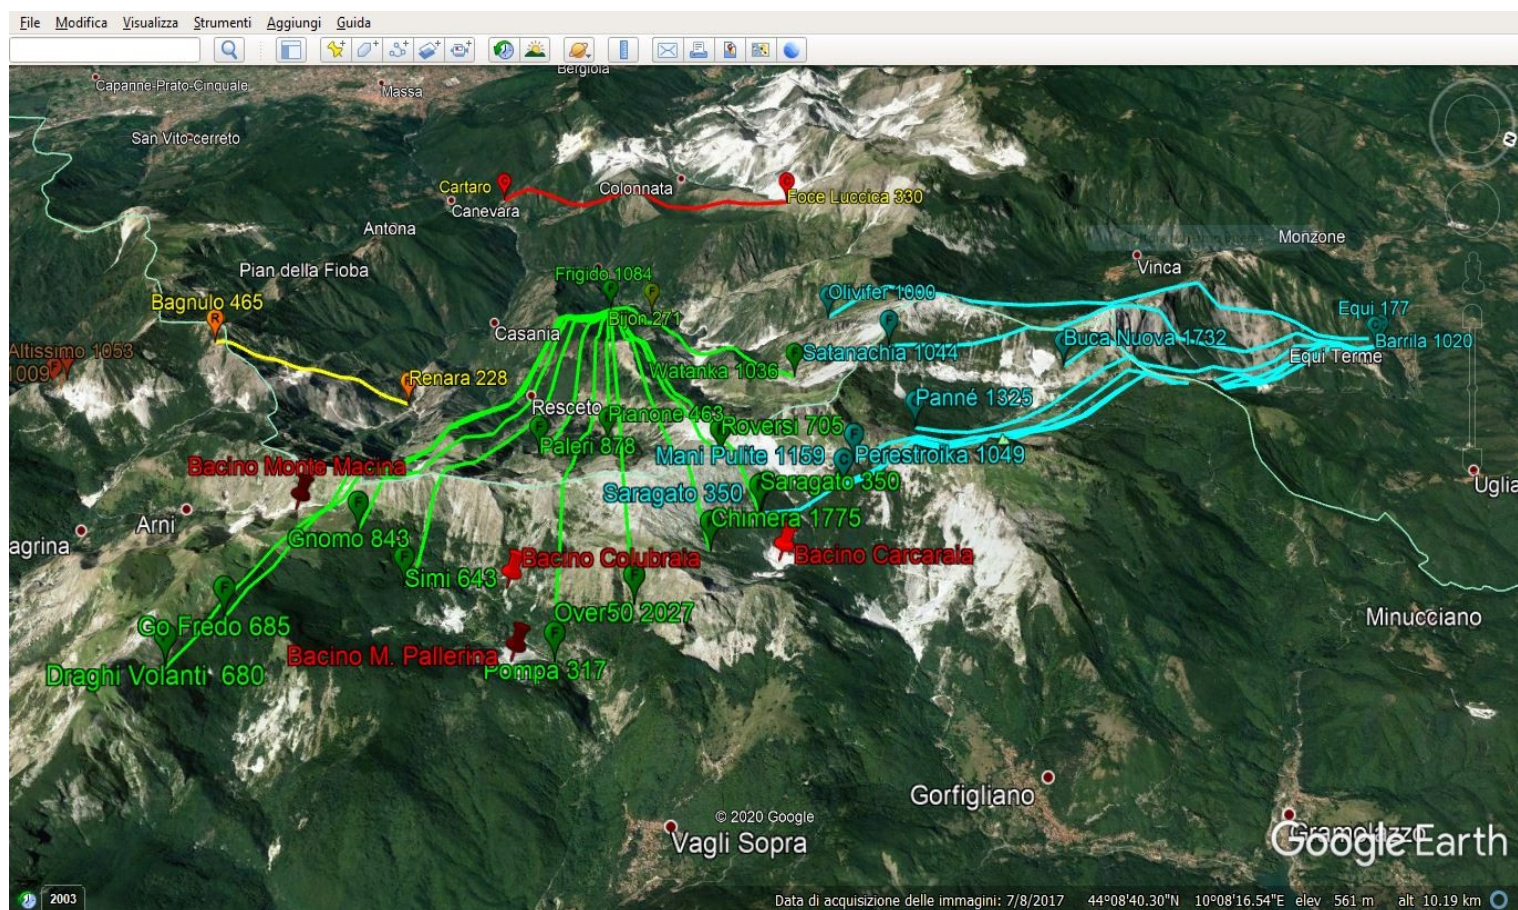 File Modifica Visualizza Strumenti Aggiungi Guida
Bergiola
Capanne-Prato-Cinquale
Massa
San Vito-cerreto
Cartaro
Colonnata
Foce Luccica 330
Canevara
Antona
Monzone
Vinca
Pian della Fioba
Frigido 1084
Bagnulo 465
Olivifer 1000
Equi 177
Bijon 271
Casania
Buca Nuova 1732
Barrila 1020
Altissimo 1053
Satanachia 1044
Equi Terme
1009
Watanka 1036
Renara 228
Resceto
Panné 1325
Pianone 463
Roversi 705
Paleri 878
Mani Pulite 1159
Perestroika 1049
Bacino Monte Macina
Saragato 350
Saragato 350
Uglia
Arni
Chimera 1775
agrina
Gnomo 843
Bacino Colubraia
Bacino Carcaraia
Simi 643
Over50 2027
Go Fredo 685
Minucciano
Bacino M. Pallerina
Draghi Volanti 680
Pompa 317
Gorfigliano
© 2020 Google
Gramolazzo
Vagli Sopra
Google Earth
2003
Data di acquisizione delle immagini: 7/8/2017 44°08'40.30"N 10°08'16.54"E elev 561 m alt 10.19 km